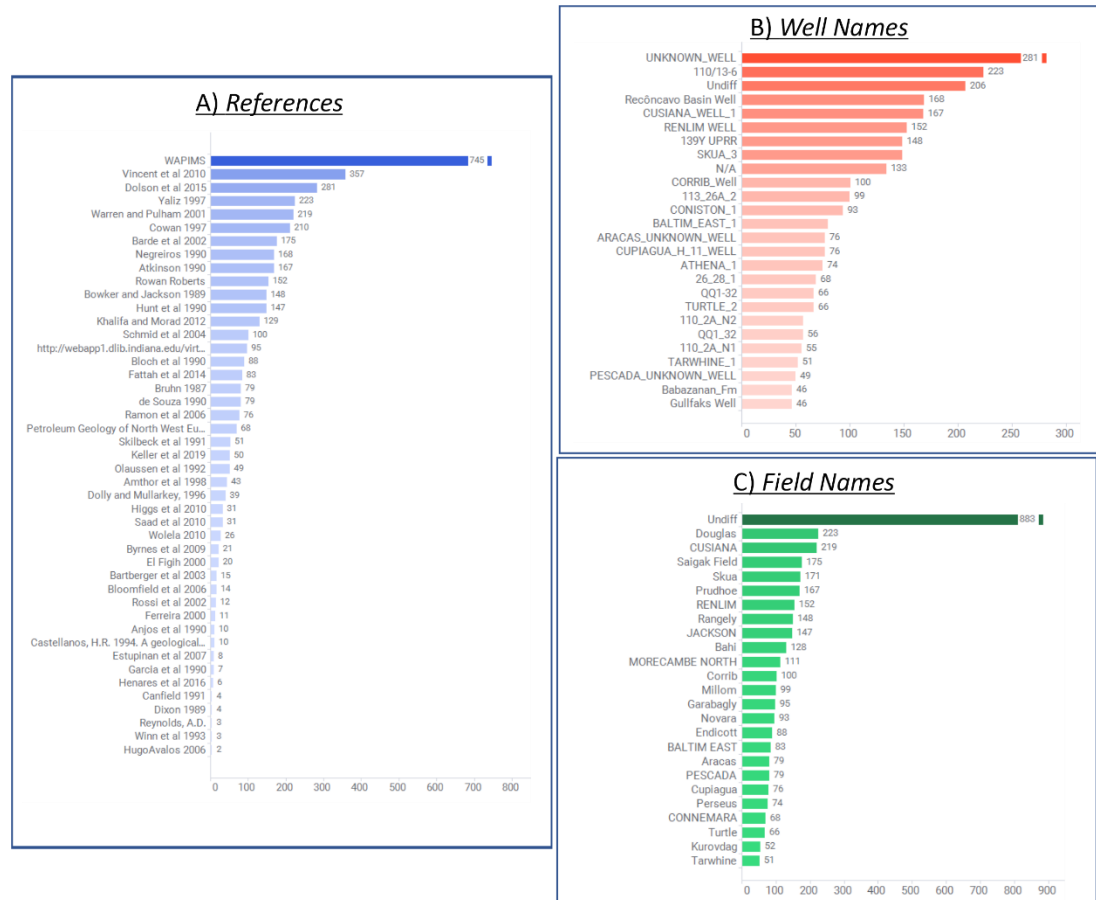 A) References
WAPIMS 745
Vincent et al 2010 357
Dolson et al 2015 281
Yaliz 1997 223
Warren and Pulham 2001 219
Cowan 1997 210
Barde et al 2002 175
Negreiros 1990 168
Atkinson 1990 167
Rowan Roberts 152
Bowker and Jackson 1989 148
Hunt et al 1990 147
Khalifa and Morad 2012 129
Schmid et al 2004 100
http://webapp1.dlib.indiana.edu/virt... 95
Bloch et al 1990 88
Fattah et al 2014 83
Bruhn 1987 79
de Souza 1990 79
Ramon et al 2006 76
Petroleum Geology of North West Eu... 68
Skilbeck et al 1991 51
Keller et al 2019 50
Olaussen et al 1992 49
Amthor et al 1998 43
Dolly and Mullarkey, 1996 39
Higgs et al 2010 31
Saad et al 2010 31
Wolela 2010 26
Byrnes et al 2009 21
El Figih 2000 20
Bartberger et al 2003 15
Bloomfield et al 2006 14
Rossi et al 2002 12
Ferreira 2000 11
Anjos et al 1990 10
Castellanos, H.R. 1994. A geological... 10
Estupinan et al 2007 8
Garcia et al 1990 7
Henares et al 2016 6
Canfield 1991 4
Dixon 1989 4
Reynolds, A.D. 3
Winn et al 1993 3
HugoAvalos 2006 2
0 100 200 300 400 500 600 700 800
B) Well Names
UNKNOWN_WELL 281
110/13-6 223
Undiff 206
Recôncavo Basin Well 168
CUSIANA_WELL_1 167
RENLIM WELL 152
139Y UPRR 148
SKUA_3
N/A 133
CORRIB_Well 100
113_26A_2 99
CONISTON_1 93
BALTIM_EAST_1
ARACAS_UNKNOWN_WELL 76
CUPIAGUA_H_11_WELL 76
ATHENA_1 74
26_28_1 68
QQ1-32 66
TURTLE_2 66
110_2A_N2
QQ1_32 56
110_2A_N1 55
TARWHINE_1 51
PESCADA_UNKNOWN_WELL 49
Babazanan_Fm 46
Gullfaks Well 46
0 50 100 150 200 250 300
C) Field Names
Undiff 883
Douglas 223
CUSIANA 219
Saigak Field 175
Skua 171
Prudhoe 167
RENLIM 152
Rangely 148
JACKSON 147
Bahi 128
MORECAMBE NORTH 111
Corrib 100
Millom 99
Garabagly 95
Novara 93
Endicott 88
BALTIM EAST 83
Aracas 79
PESCADA 79
Cupiagua 76
Perseus 74
CONNEMARA 68
Turtle 66
Kurovdag 52
Tarwhine 51
0 100 200 300 400 500 600 700 800 900